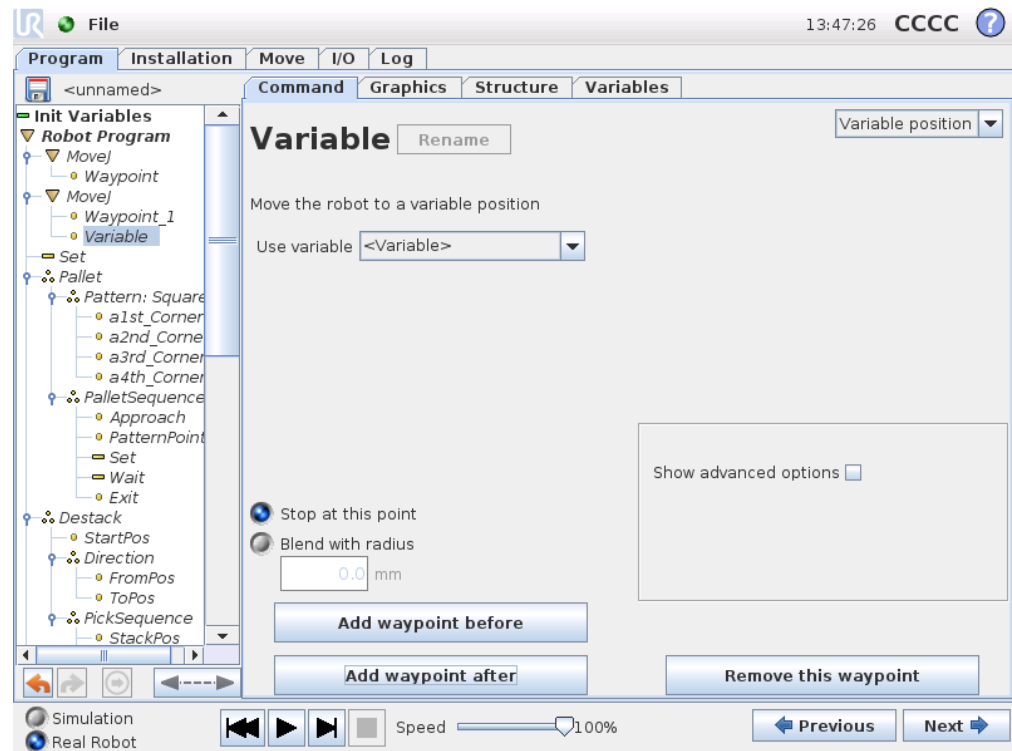 UR File 13:47:26 CCCC ?
Program Installation Move I/O Log
<unnamed>
Command Graphics Structure Variables
Init Variables
Robot Program
MoveJ
Waypoint
MoveJ
Waypoint_1
Variable
Set
Pallet
Pattern: Square
a1st_Corner
a2nd_Corne
a3rd_Corner
a4th_Corner
PalletSequence
Approach
PatternPoint
Set
Wait
Exit
Destack
StartPos
Direction
FromPos
ToPos
PickSequence
StackPos
Variable Rename Variable position
Move the robot to a variable position
Use variable <Variable>
Show advanced options
Stop at this point
Blend with radius
0.0 mm
Add waypoint before
Add waypoint after Remove this waypoint
Simulation
Real Robot
Speed 100% Previous Next